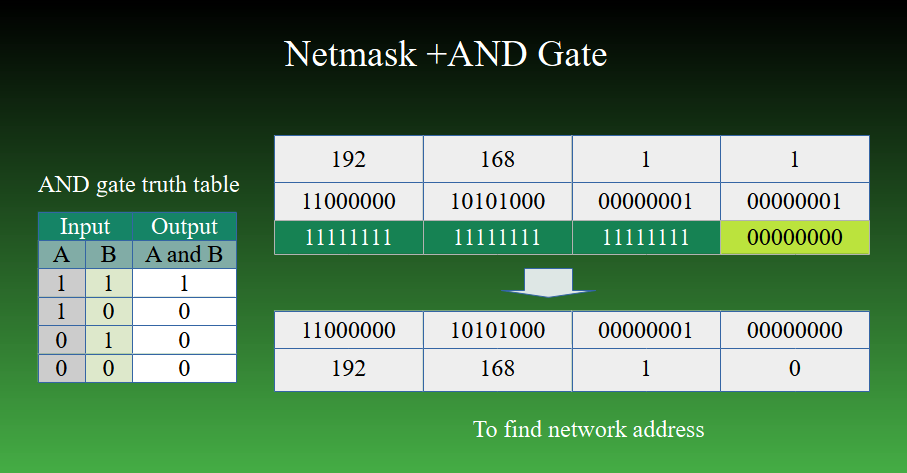 Netmask +AND Gate
AND gate truth table
Input Output
A B A and B
1 1 1
1 0 0
0 1 0
0 0 0
192 168 1 1
11000000 10101000 00000001 00000001
11111111 11111111 11111111 00000000
11000000 10101000 00000001 00000000
192 168 1 0
To find network address